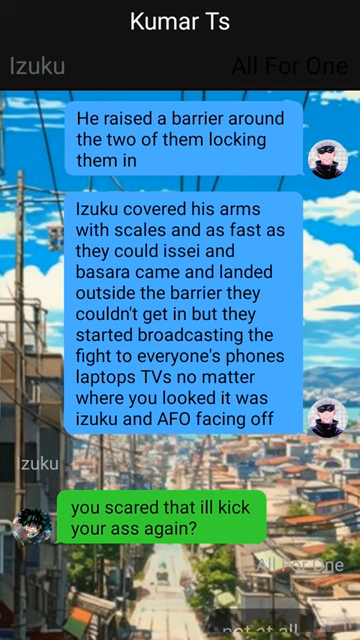 Kumar Ts
Izuku
All For One
He raised a barrier around
the two of them locking
them in
Izuku covered his arms
with scales and as fast as
they could issei and
basara came and landed
outside the barrier they
couldn't get in but they
started broadcasting the
fight to everyone's phones
laptops TVs no matter
where you looked it was
izuku and AFO facing off
Izuku
you scared that ill kick
your ass again?
All For One
not at all